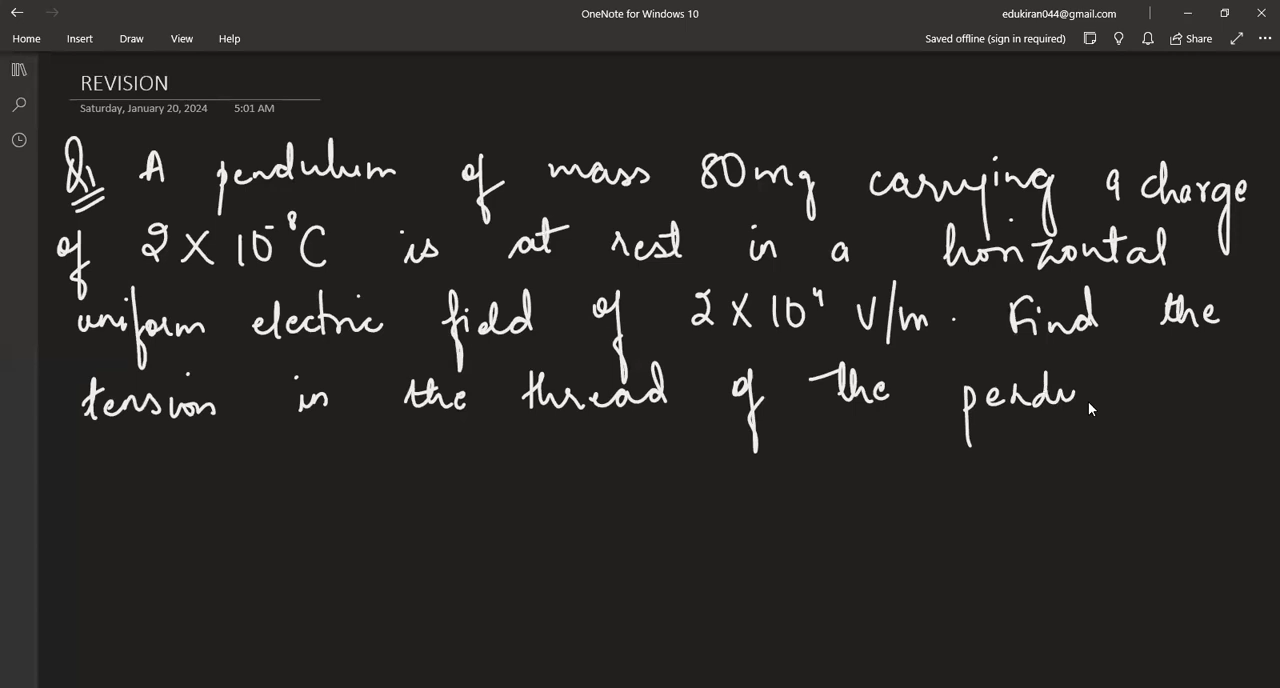 OneNote for Windows 10
edukiran044@gmail.com
Home Insert Draw View Help
Saved offline (sign in required)
Share
REVISION
Saturday, January 20, 2024 5:01 AM
Q1 A pendulum of mass 80mg carrying a charge
of 2 X 10⁻⁸C is at rest in a horizontal
uniform electric field of 2 X 10⁴ V/m. Find the
tension in the thread of the pendu